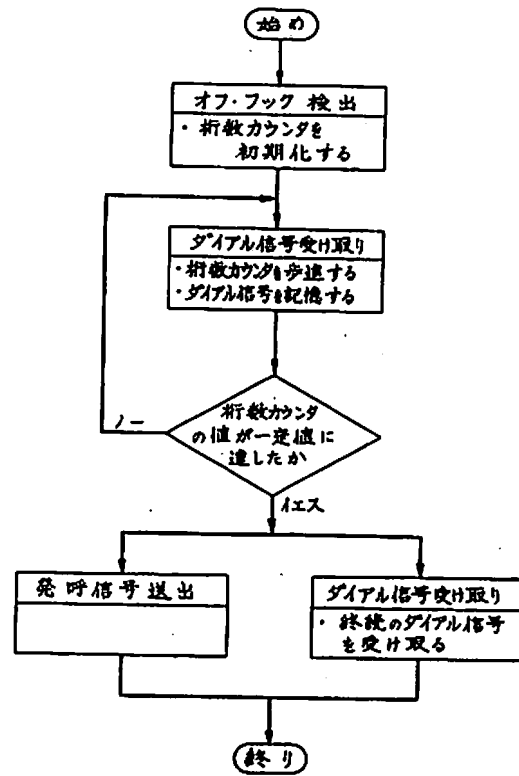 始め
オフ・フック検出
・桁数カウンタを
初期化する
ダイアル信号受け取り
・桁数カウンタを歩進する
・ダイアル信号を記憶する
桁数カウンタ
の値が一定値に
達したか
ノー
イエス
発呼信号送出
ダイアル信号受け取り
・終続のダイアル信号
を受け取る
終り